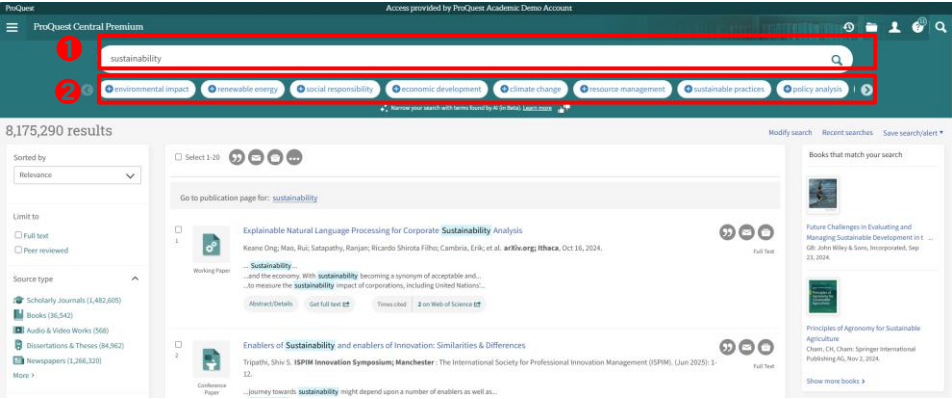 ProQuest
Access provided by ProQuest Academic Demo Account
ProQuest Central Premium
1
sustainability
2
environmental impact
renewable energy
social responsibility
economic development
climate change
resource management
sustainable practices
policy analysis
Narrow your search with terms found by AI (in Beta). Learn more
8,175,290 results
Modify search Recent searches Save search/alert
Sorted by
Relevance
Limit to
Full text
Peer reviewed
Source type
Scholarly Journals (1,482,605)
Books (36,542)
Audio & Video Works (568)
Dissertations & Theses (84,962)
Newspapers (1,266,320)
More >
Select 1-20
Go to publication page for: sustainability
1
Working Paper
Explainable Natural Language Processing for Corporate Sustainability Analysis
Keane Ong; Mao, Rui; Satapathy, Ranjan; Ricardo Shirota Filho; Cambria, Erik; et al. arXiv.org; Ithaca, Oct 16, 2024.
... Sustainability...
...and the economy. With sustainability becoming a synonym of acceptable and...
...to measure the sustainability impact of corporations, including United Nations'...
Abstract/Details Get full text Times cited 2 on Web of Science
Full Text
2
Conference
Paper
Enablers of Sustainability and enablers of Innovation: Similarities & Differences
Tripathi, Shiv S. ISPIM Innovation Symposium; Manchester : The International Society for Professional Innovation Management (ISPIM). (Jun 2025): 1-
12.
...journey towards sustainability might depend upon a number of enablers as well as...
Full Text
Books that match your search
Future Challenges in Evaluating and
Managing Sustainable Development in t ...
GB: John Wiley & Sons, Incorporated, Sep
23, 2024.
Principles of Agronomy for Sustainable
Agriculture
Cham, CH, Cham: Springer International
Publishing AG, Nov 2, 2024.
Show more books >